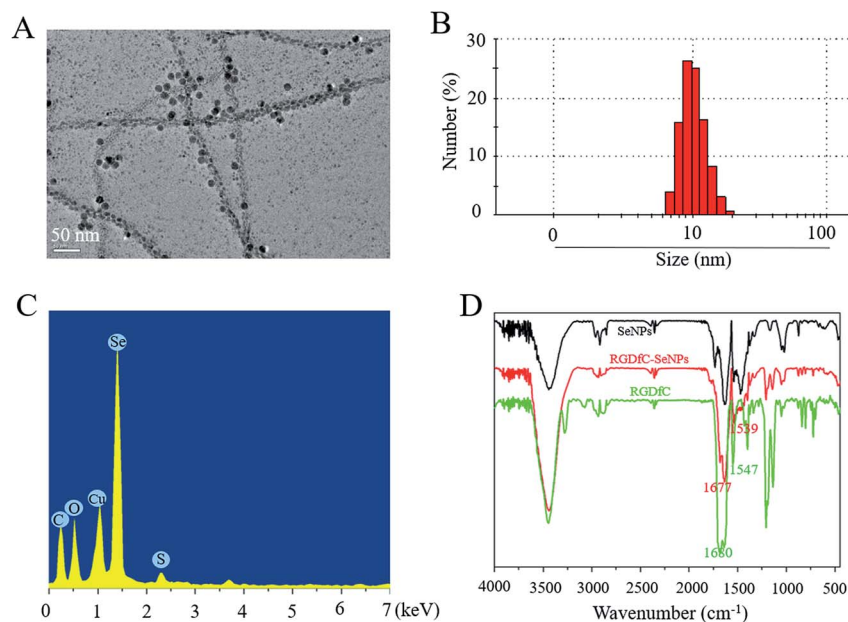 A
50 nm
B
Number (%)
30
20
10
0
0
10
100
Size (nm)
C
C
O
Cu
Se
S
0
1
2
3
4
5
6
7 (keV)
D
SeNPs
RGDfC-SeNPs
RGDfC
1539
1547
1677
1680
4000
3500
2500
2000
1500
1000
500
Wavenumber (cm⁻¹)